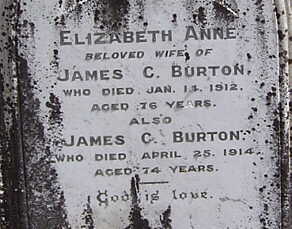 ELIZABETH ANNE
BELOVED WIFE OF
JAMES C. BURTON,
WHO DIED JAN. 11. 1912.
AGED 76 YEARS.
ALSO
JAMES C. BURTON
WHO DIED APRIL 25. 1914
AGED 74 YEARS.
God is love.